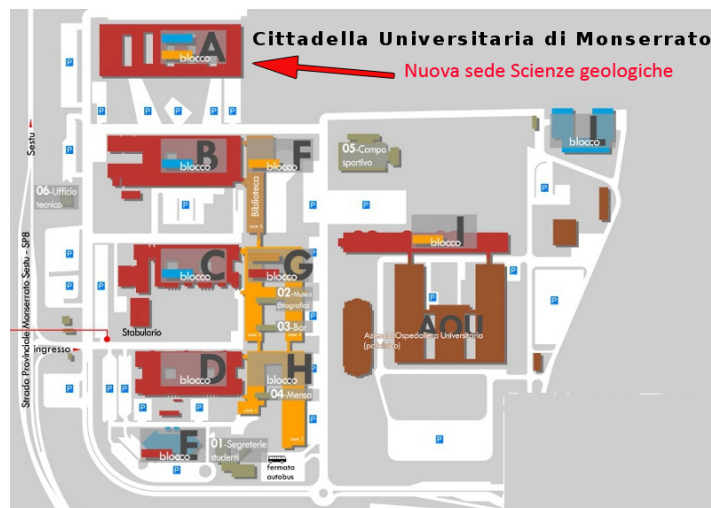 Cittadella Universitaria di Monserrato
Nuova sede Scienze geologiche
A
blocco
B
blocco
F
blocco
Biblioteca
05-Campo
sportivo
L
blocco
Sestu
06-Ufficio
tecnico
I
blocco
C
blocco
G
blocco
02-Museo
Etnografico
03-Bar
Stabulario
AOU
Azienda Ospedaliera Universitaria
(policlinico)
Strada Provinciale Monserrato Sestu - SP8
ingresso
D
blocco
H
blocco
04-Mensa
E
blocco
01-Segreterie
studenti
fermata
autobus
P